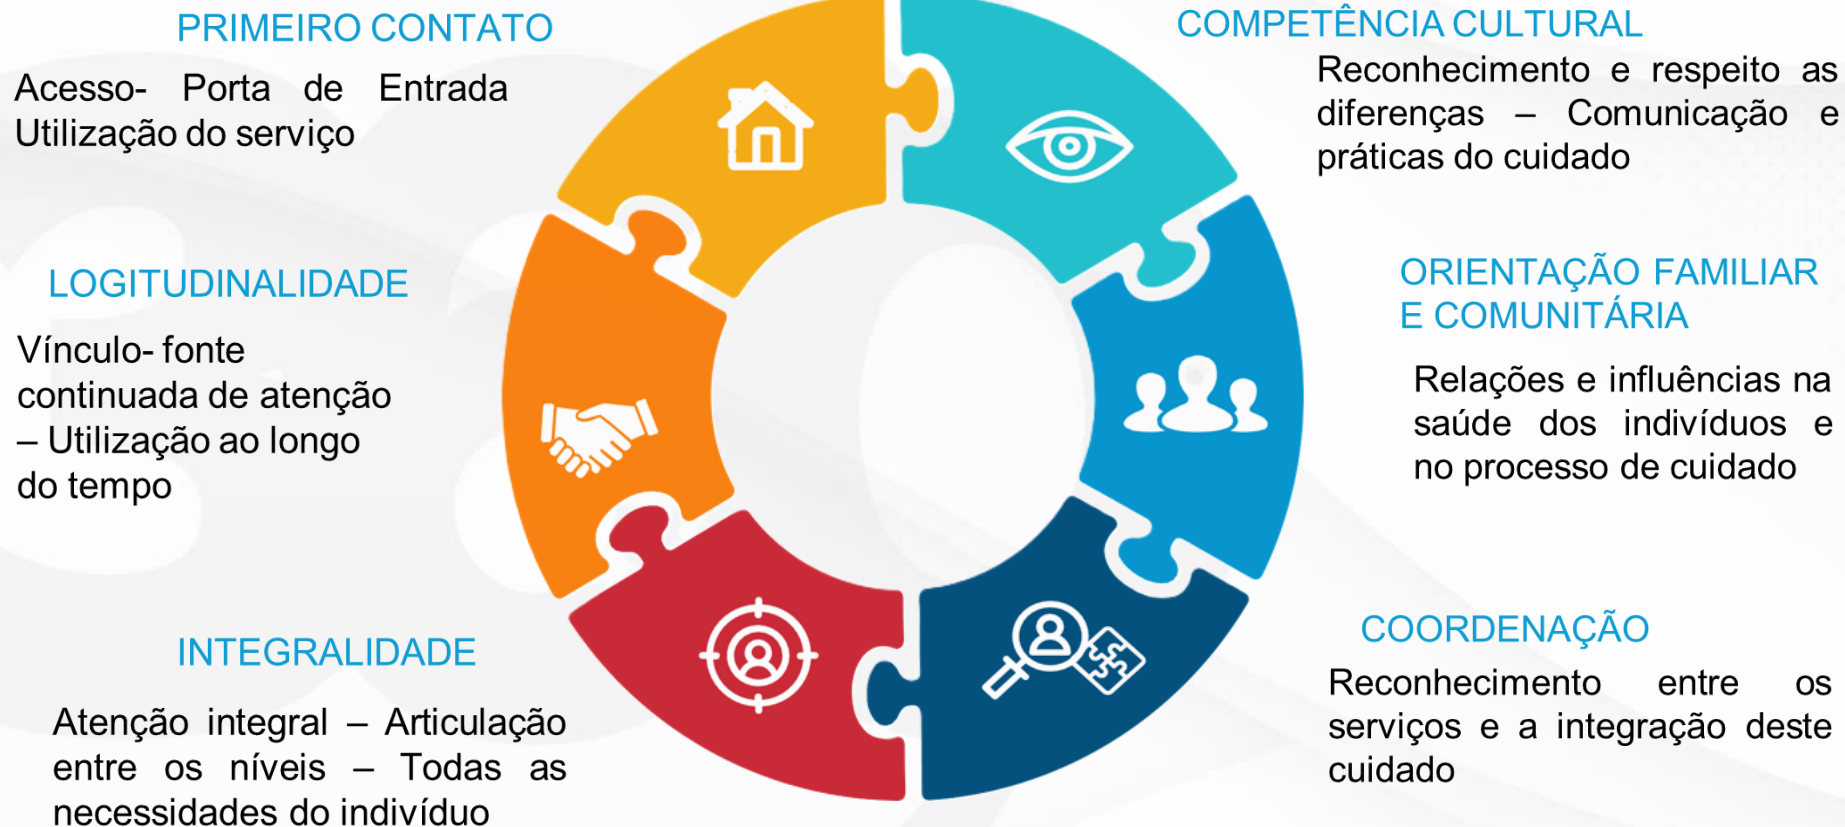 PRIMEIRO CONTATO
Acesso- Porta de Entrada
Utilização do serviço
LOGITUDINALIDADE
Vínculo- fonte
continuada de atenção
– Utilização ao longo
do tempo
INTEGRALIDADE
Atenção integral – Articulação
entre os níveis – Todas as
necessidades do indivíduo
COMPETÊNCIA CULTURAL
Reconhecimento e respeito as
diferenças – Comunicação e
práticas do cuidado
ORIENTAÇÃO FAMILIAR
E COMUNITÁRIA
Relações e influências na
saúde dos indivíduos e
no processo de cuidado
COORDENAÇÃO
Reconhecimento entre os
serviços e a integração deste
cuidado